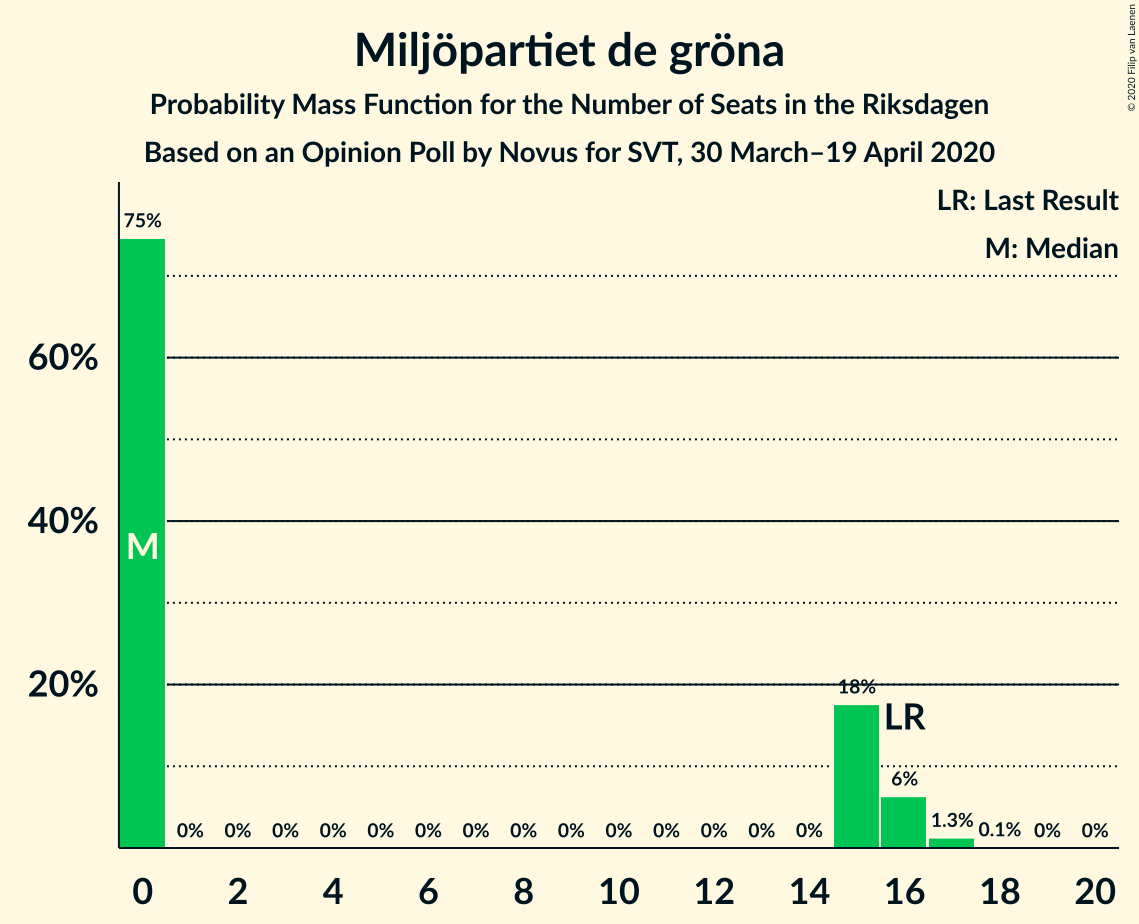 Miljöpartiet de gröna
Probability Mass Function for the Number of Seats in the Riksdagen
Based on an Opinion Poll by Novus for SVT, 30 March–19 April 2020
© 2020 Filip van Laenen
LR: Last Result
M: Median
75%
60%
40%
M
20%
18%
LR
6%
0% 0% 0% 0% 0% 0% 0% 0% 0% 0% 0% 0% 0% 0% 1.3% 0.1% 0% 0%
0 2 4 6 8 10 12 14 16 18 20